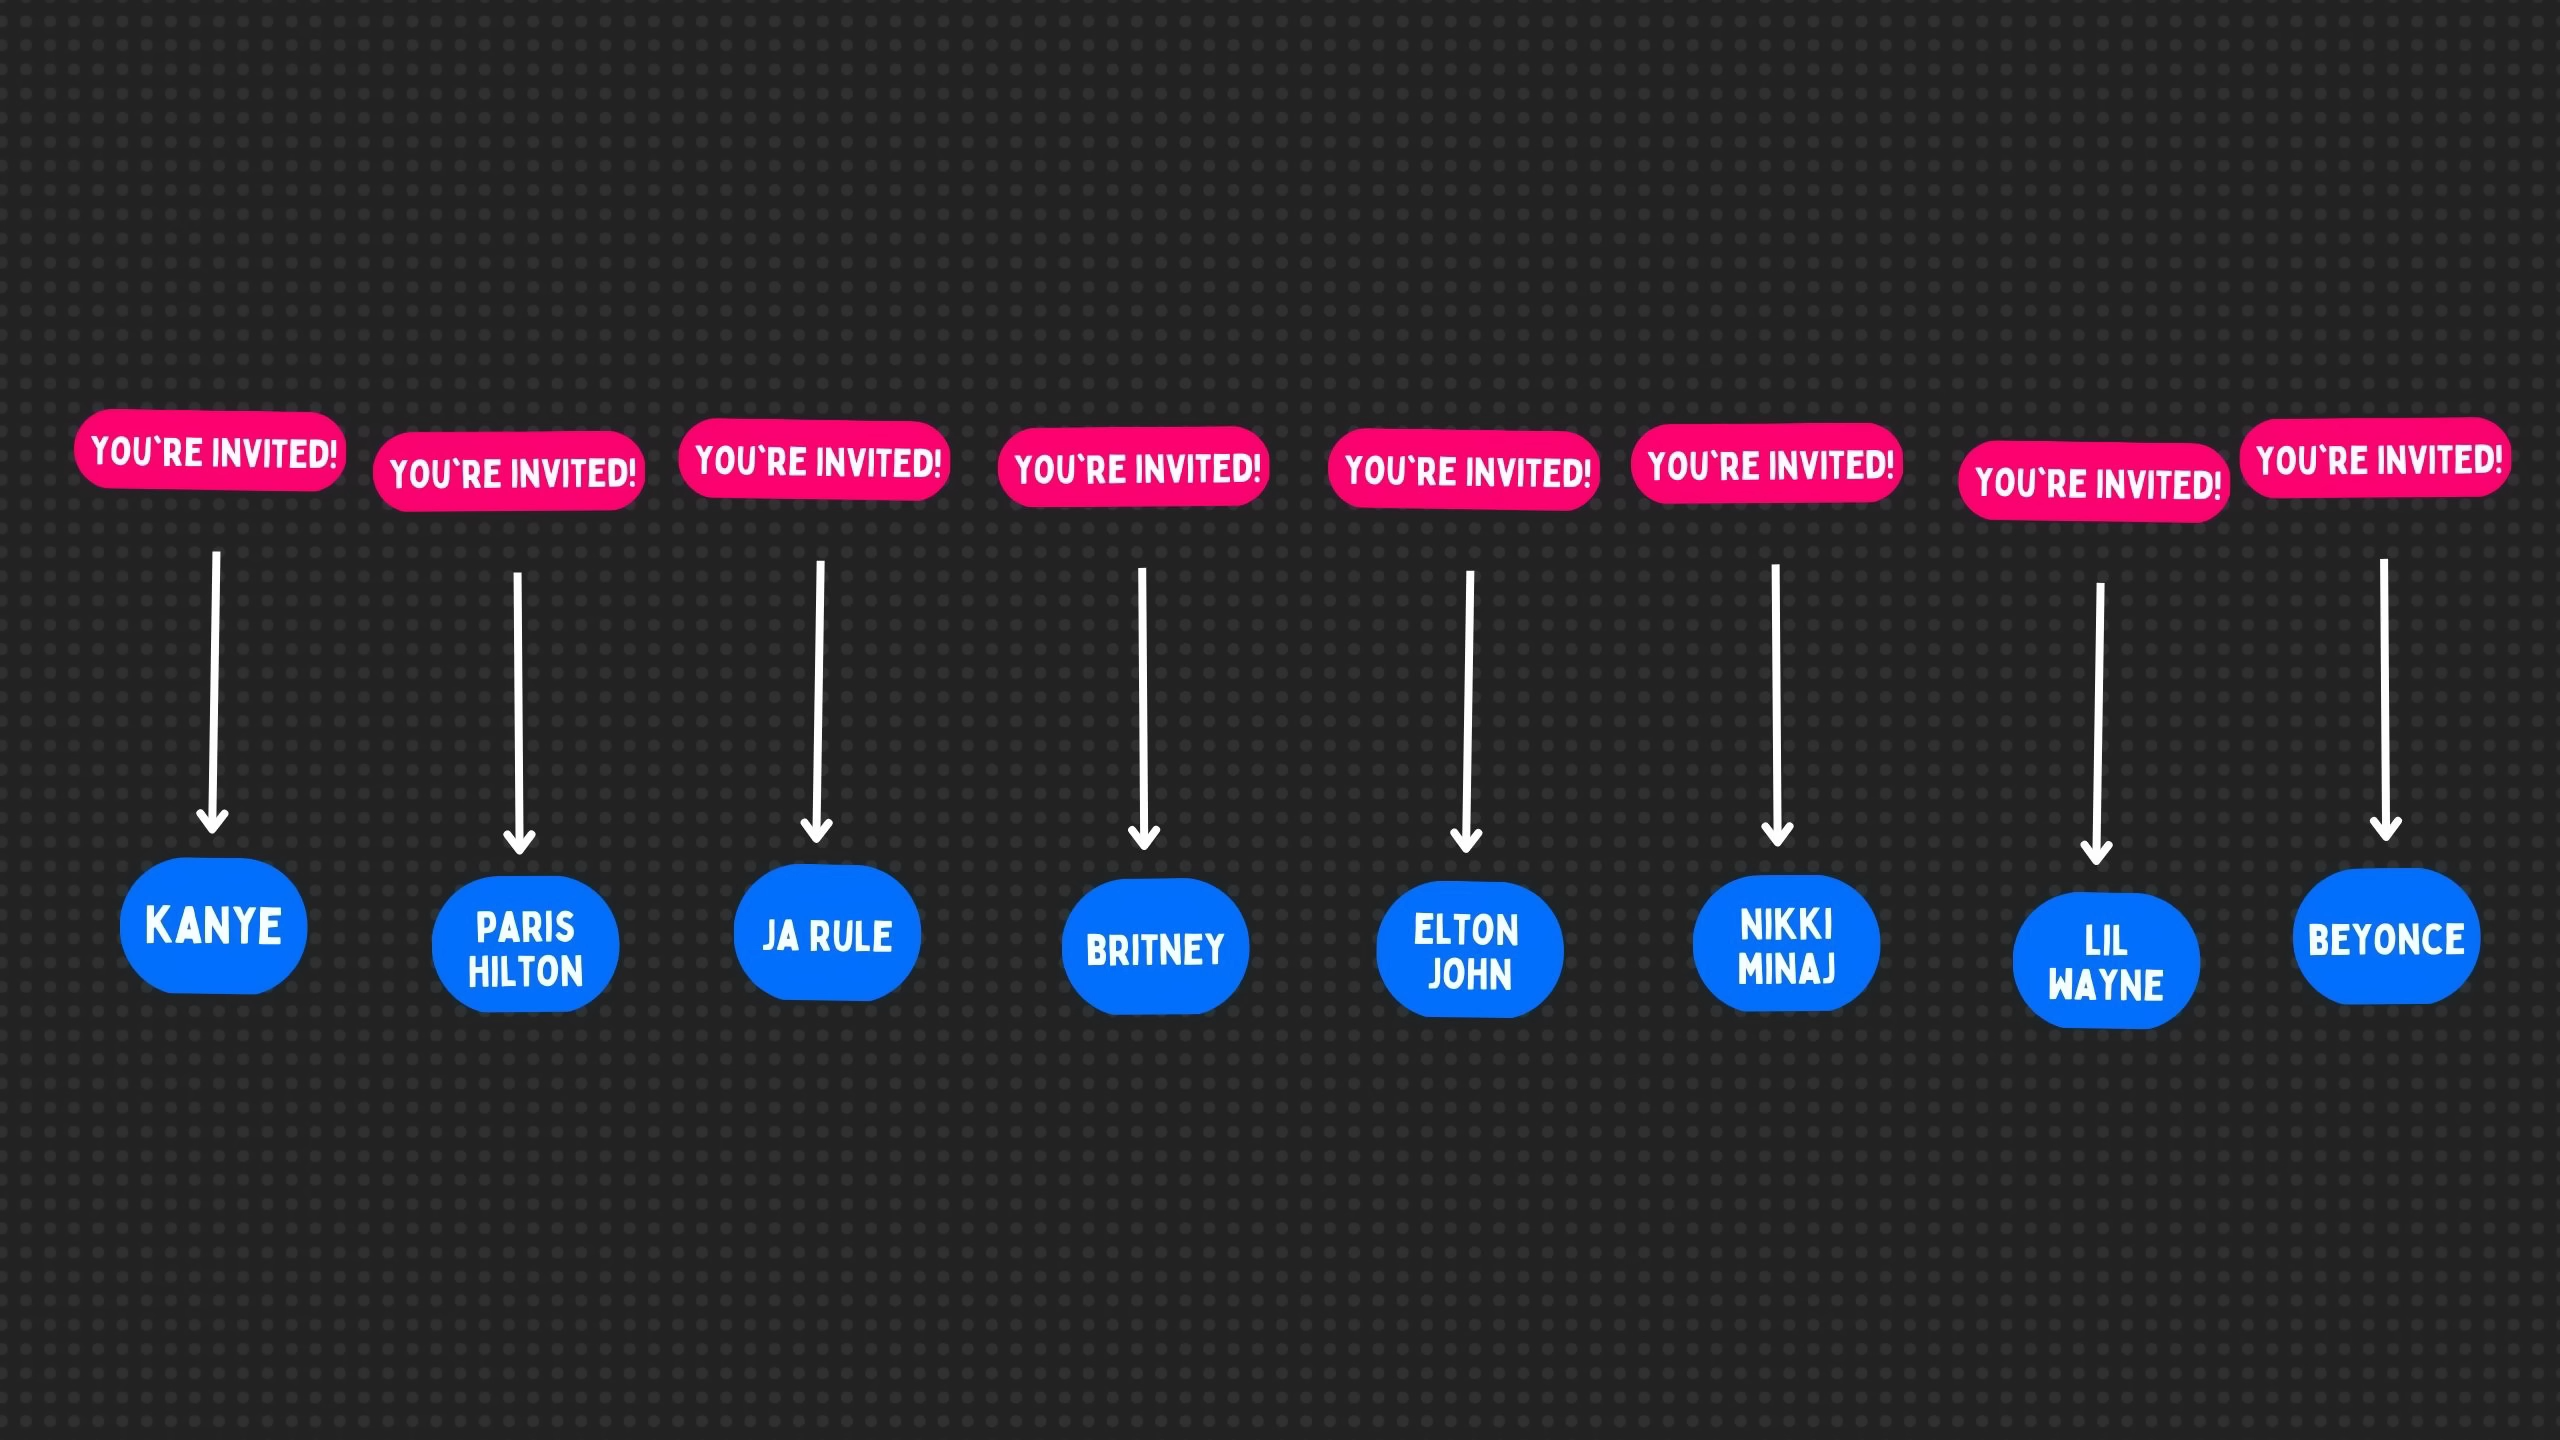 YOU`RE INVITED!
YOU`RE INVITED!
YOU`RE INVITED!
YOU`RE INVITED!
YOU`RE INVITED!
YOU`RE INVITED!
YOU`RE INVITED!
YOU`RE INVITED!
KANYE
PARIS
HILTON
JA RULE
BRITNEY
ELTON
JOHN
NIKKI
MINAJ
LIL
WAYNE
BEYONCE